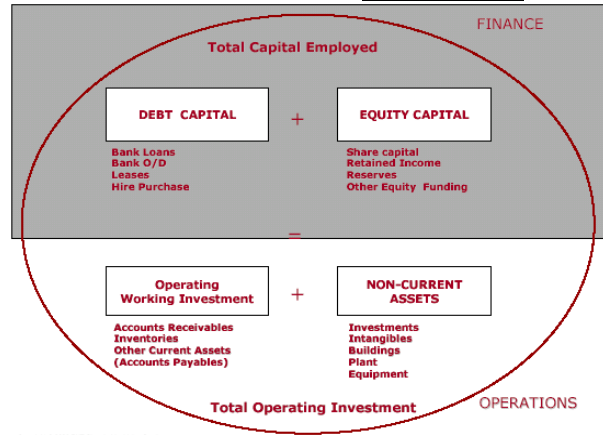 FINANCE
Total Capital Employed
DEBT CAPITAL
+
EQUITY CAPITAL
Bank Loans
Bank O/D
Leases
Hire Purchase
Share capital
Retained Income
Reserves
Other Equity Funding
=
Operating
Working Investment
+
NON-CURRENT
ASSETS
Accounts Receivables
Inventories
Other Current Assets
(Accounts Payables)
Investments
Intangibles
Buildings
Plant
Equipment
Total Operating Investment
OPERATIONS